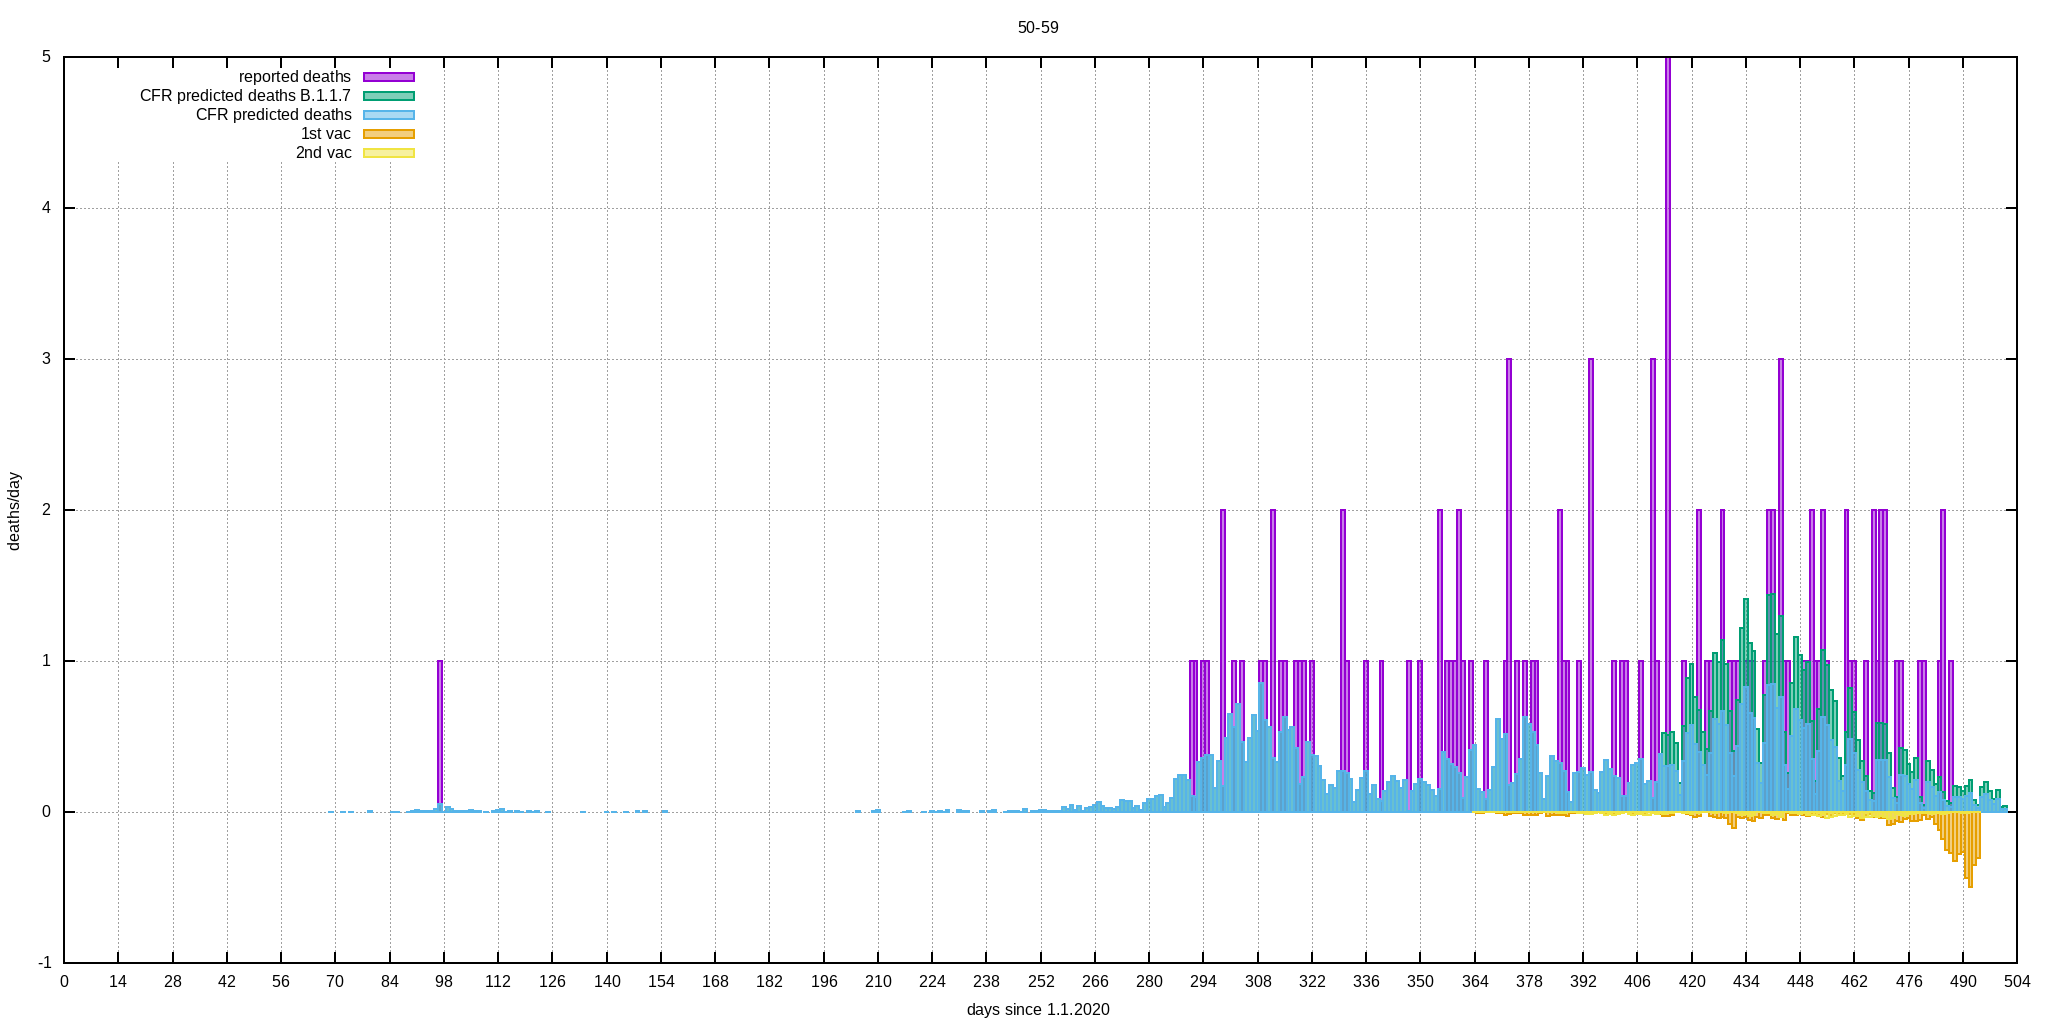 50-59
5
4
3
2
1
0
-1
deaths/day
reported deaths
CFR predicted deaths B.1.1.7
CFR predicted deaths
1st vac
2nd vac
0 14 28 42 56 70 84 98 112 126 140 154 168 182 196 210 224 238 252 266 280 294 308 322 336 350 364 378 392 406 420 434 448 462 476 490 504
days since 1.1.2020